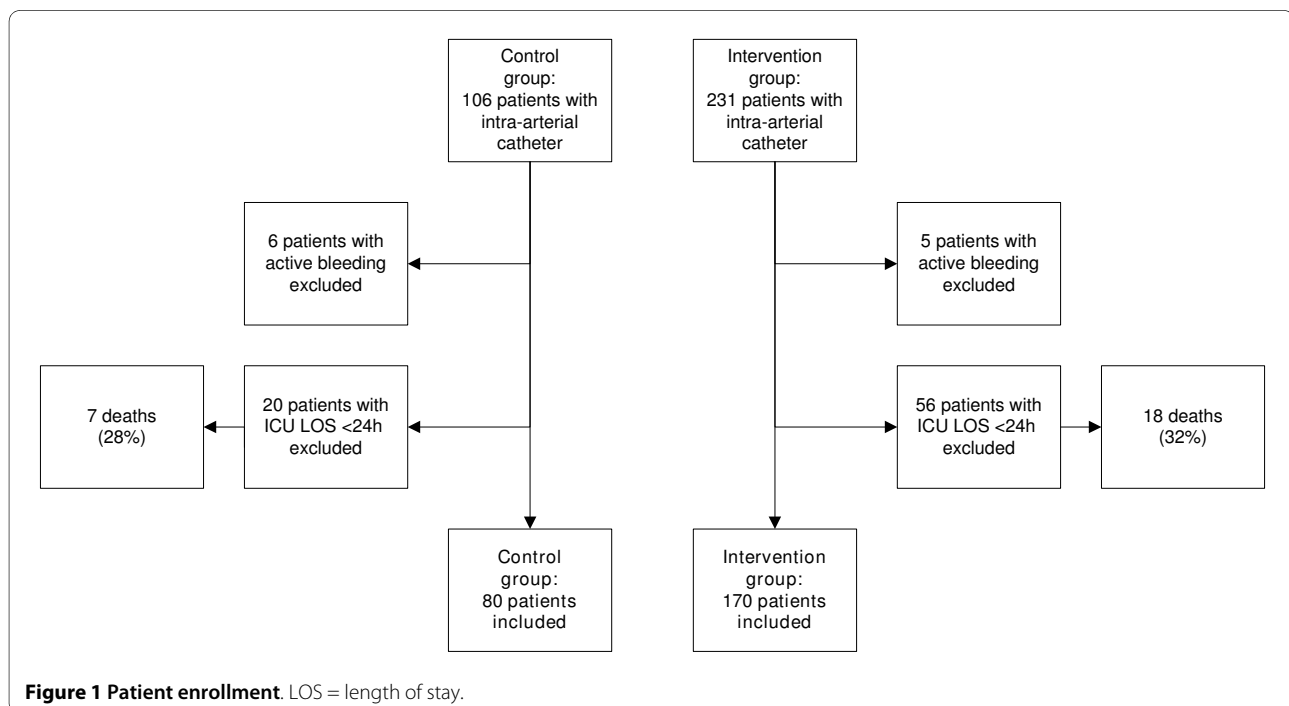 Control
group:
106 patients with
intra-arterial
catheter
Intervention
group:
231 patients with
intra-arterial
catheter
6 patients with
active bleeding
excluded
5 patients with
active bleeding
excluded
7 deaths
(28%)
20 patients with
ICU LOS <24h
excluded
56 patients with
ICU LOS <24h
excluded
18 deaths
(32%)
Control
group:
80 patients
included
Intervention
group:
170 patients
included
Figure 1 Patient enrollment. LOS = length of stay.